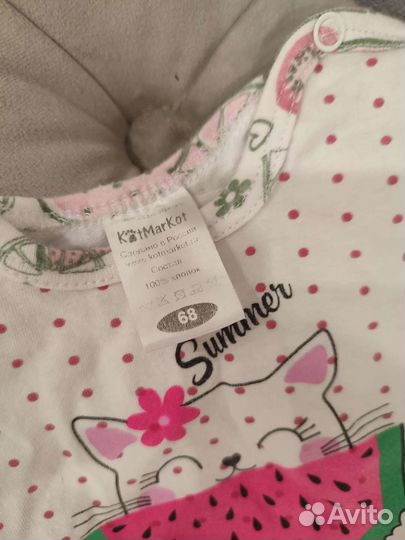 KotMarKot
Сделано в России
www.kotmarkot.ru
Состав:
100% хлопок
68
Summer
Avito